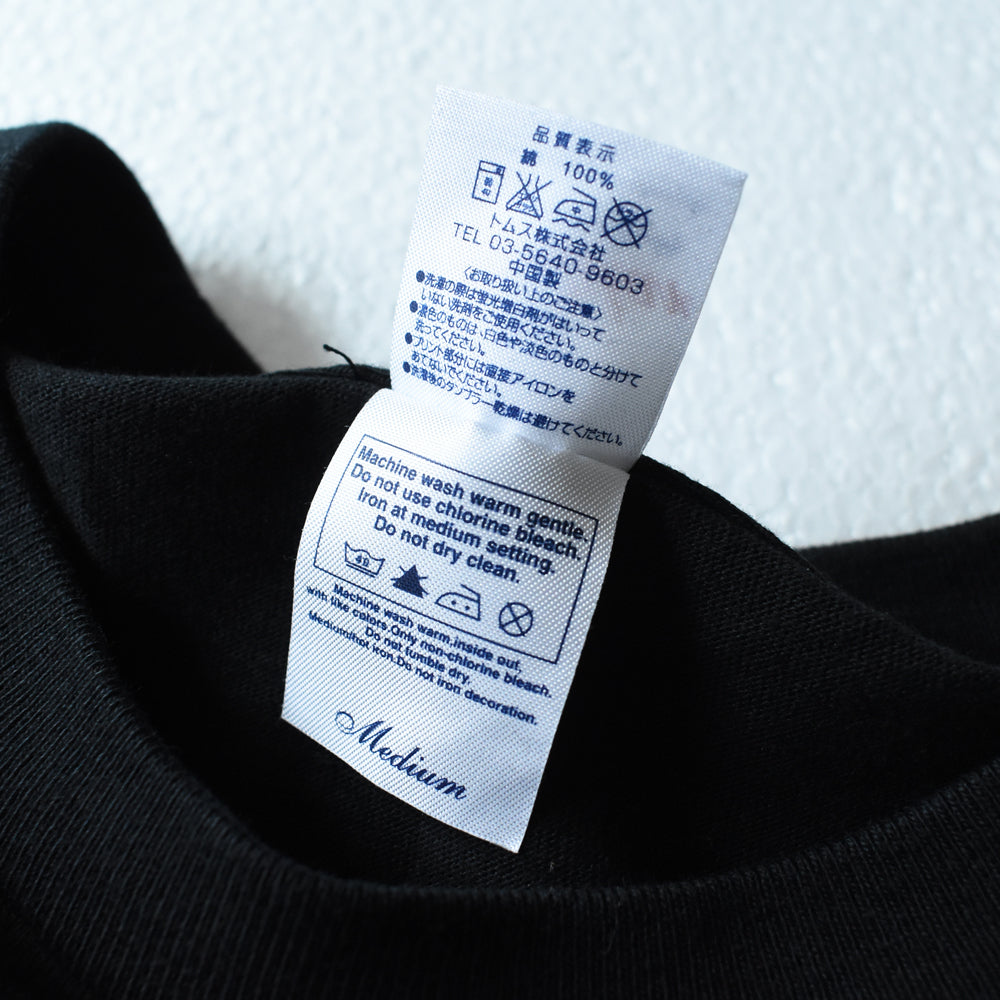 品質表示
綿 100%
トムス株式会社
TEL 03-5640-9603
中国製
〈お取り扱い上のご注意〉
●洗濯の際は蛍光増白剤がはいって
いない洗剤をご使用ください。
●濃色のものは、白色や淡色のものと分けて
洗ってください。
●プリント部分には直接アイロンを
あてないでください。
●洗濯後のタンブラー乾燥は避けてください。
Machine wash warm gentle.
Do not use chlorine bleach.
Iron at medium setting.
Do not dry clean.
40
Machine wash warm,inside out,
with like colors.Only non-chlorine bleach.
Do not tumble dry.
Medium/hot iron.Do not iron decoration.
Medium